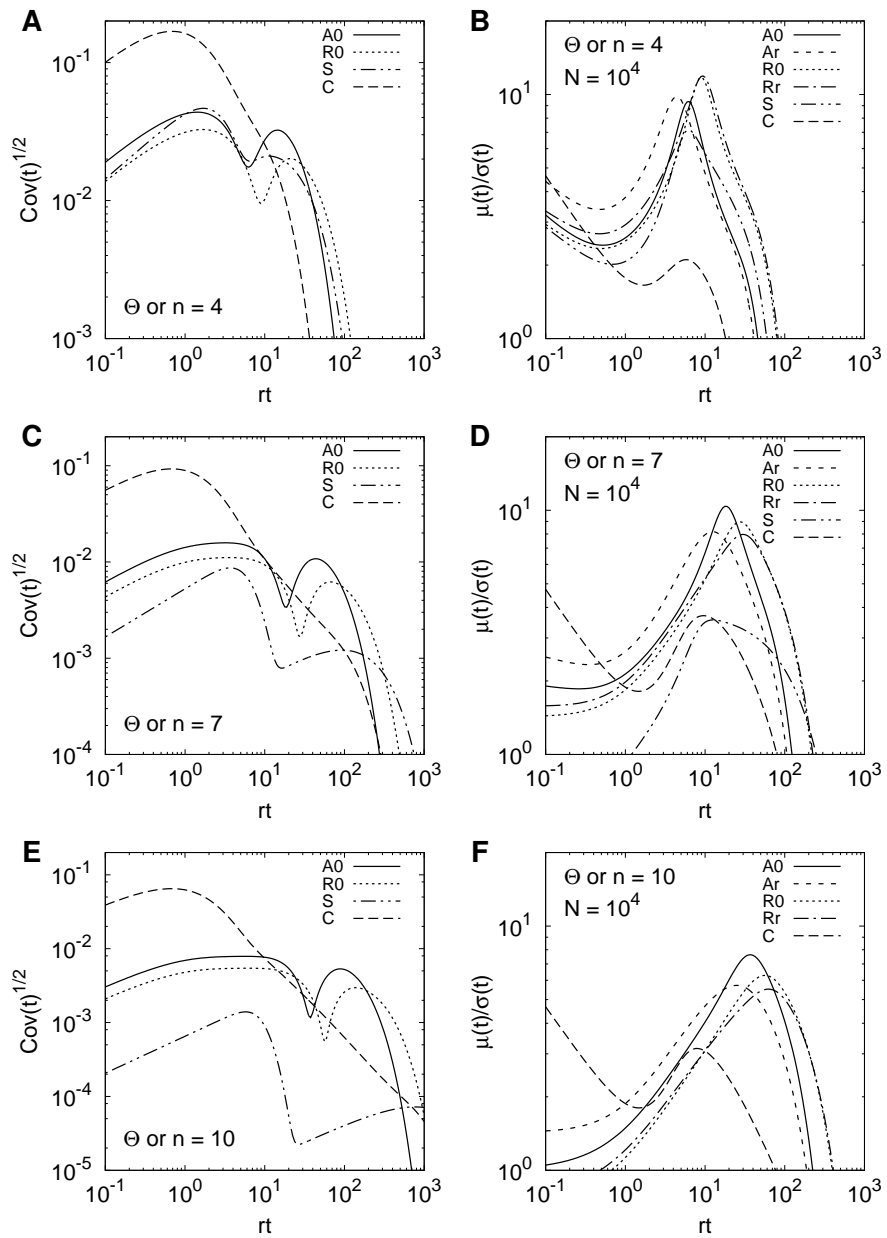 A
Cov(t)^{1/2}
10^{-1}
10^{-2}
10^{-3}
A0
R0
S
C
Θ or n = 4
10^{-1} 10^0 10^1 10^2 10^3
rt
B
μ(t)/σ(t)
10^1
10^0
Θ or n = 4
N = 10^4
A0
Ar
R0
Rr
S
C
10^{-1} 10^0 10^1 10^2 10^3
rt
C
Cov(t)^{1/2}
10^{-1}
10^{-2}
10^{-3}
10^{-4}
A0
R0
S
C
Θ or n = 7
10^{-1} 10^0 10^1 10^2 10^3
rt
D
μ(t)/σ(t)
10^1
10^0
Θ or n = 7
N = 10^4
A0
Ar
R0
Rr
S
C
10^{-1} 10^0 10^1 10^2 10^3
rt
E
Cov(t)^{1/2}
10^{-1}
10^{-2}
10^{-3}
10^{-4}
10^{-5}
A0
R0
S
C
Θ or n = 10
10^{-1} 10^0 10^1 10^2 10^3
rt
F
μ(t)/σ(t)
10^1
10^0
Θ or n = 10
N = 10^4
A0
Ar
R0
Rr
C
10^{-1} 10^0 10^1 10^2 10^3
rt